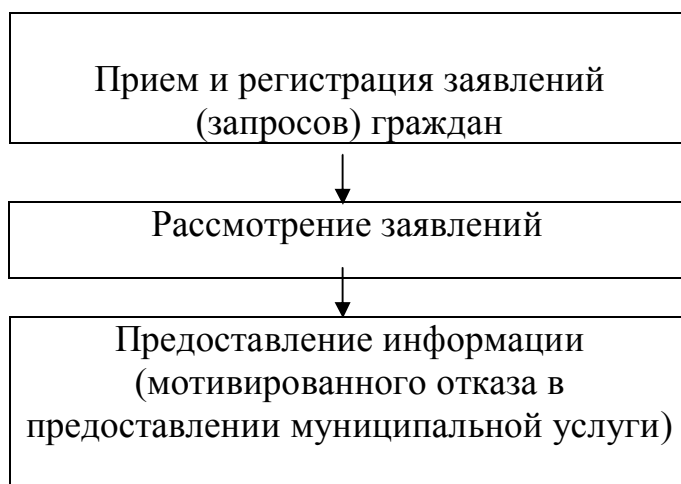 Прием и регистрация заявлений
(запросов) граждан
Рассмотрение заявлений
Предоставление информации
(мотивированного отказа в
предоставлении муниципальной услуги)